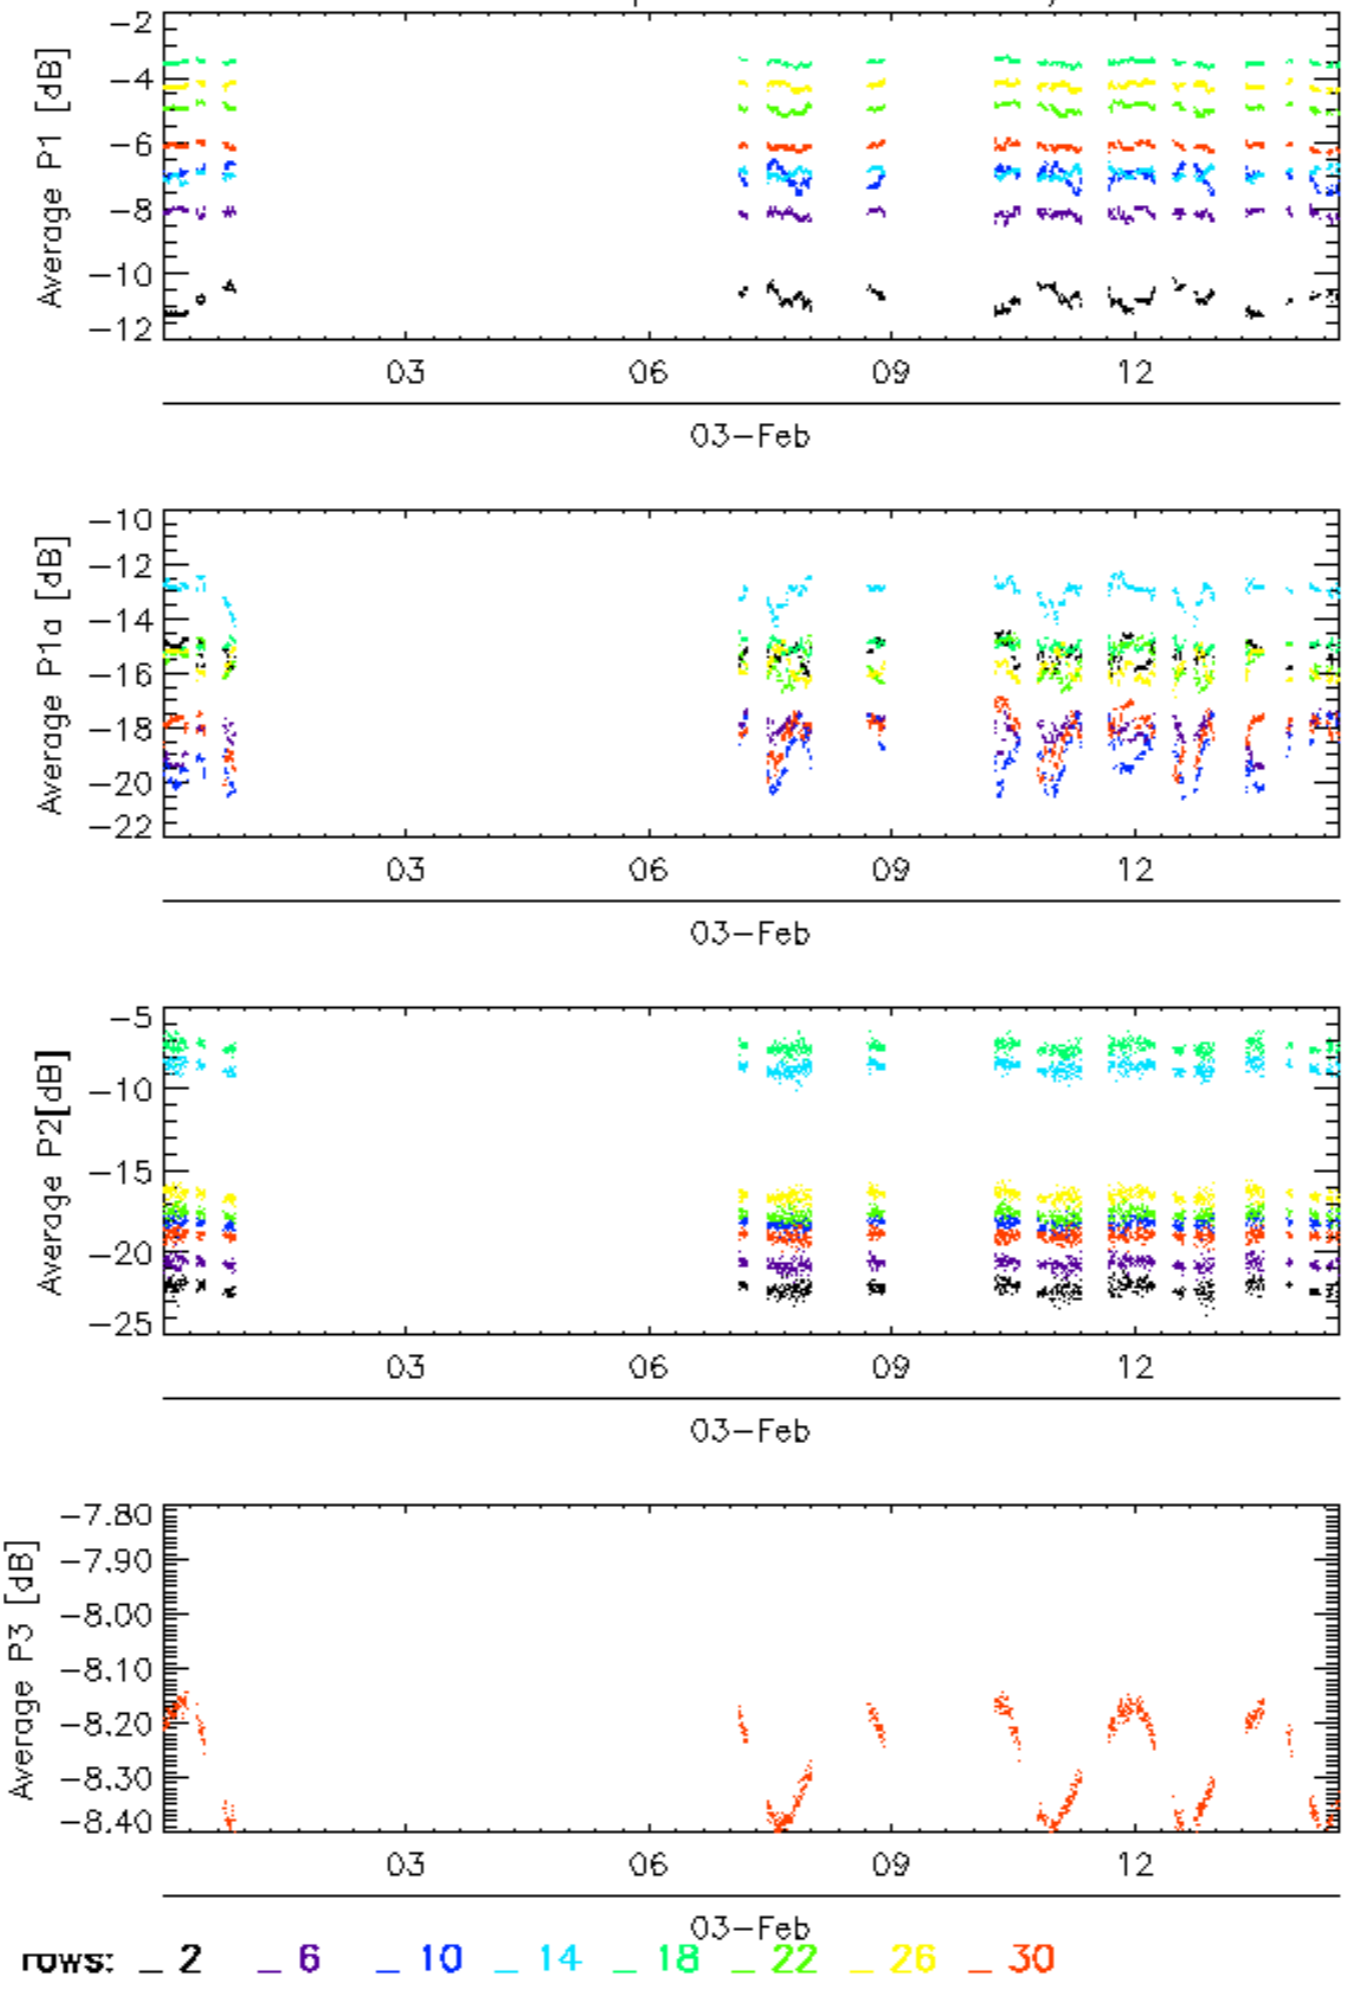 Average P1 [dB]
-2
-4
-6
-8
-10
-12
03 06 09 12
03-Feb
Average P1a [dB]
-10
-12
-14
-16
-18
-20
-22
03 06 09 12
03-Feb
Average P2[dB]
-5
-10
-15
-20
-25
03 06 09 12
03-Feb
Average P3 [dB]
-7.80
-7.90
-8.00
-8.10
-8.20
-8.30
-8.40
03 06 09 12
03-Feb
rows: _ 2 _ 6 _ 10 _ 14 _ 18 _ 22 _ 26 _ 30